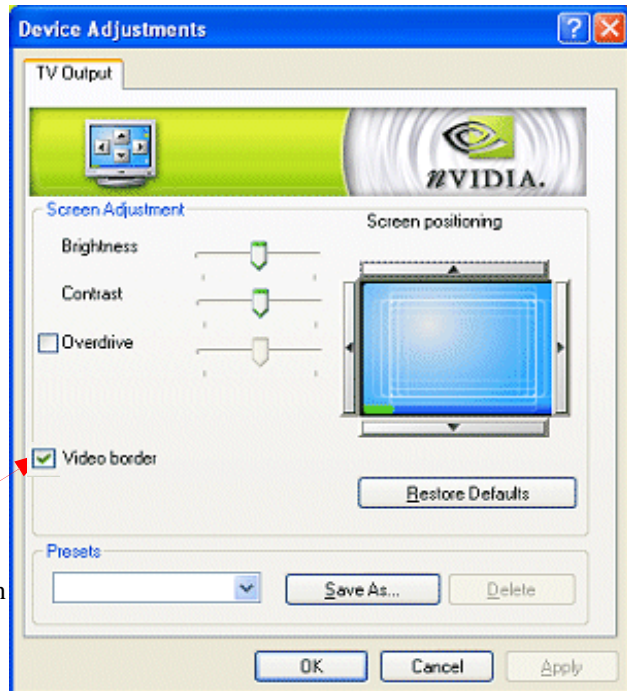 Device Adjustments
TV Output
nVIDIA.
Screen Adjustment
Screen positioning
Brightness
Contrast
Overdrive
Video border
Restore Defaults
Presets
n
Save As...
Delete
OK
Cancel
Apply